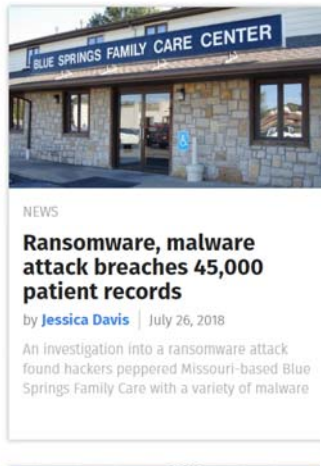 BLUE SPRINGS FAMILY CARE CENTER
NEWS
Ransomware, malware
attack breaches 45,000
patient records
by Jessica Davis | July 26, 2018
An investigation into a ransomware attack
found hackers peppered Missouri-based Blue
Springs Family Care with a variety of malware